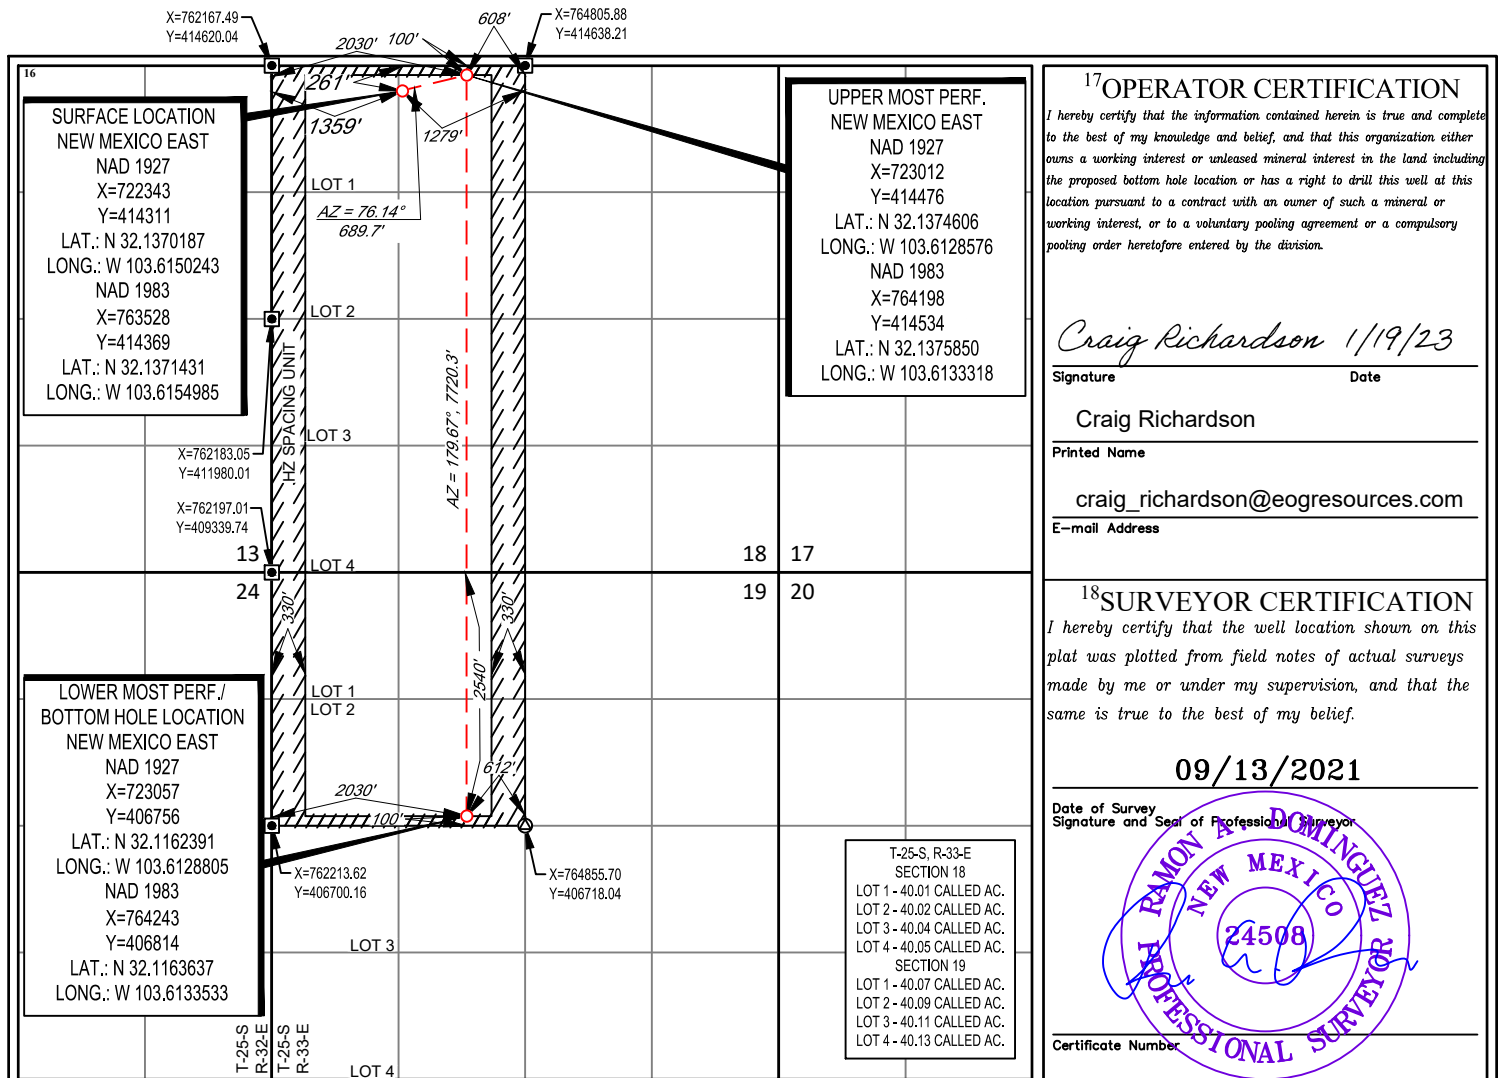 X=762167.49
Y=414620.04
2030'
100'
608'
X=764805.88
Y=414638.21
16
261'
1359'
1279'
SURFACE LOCATION
NEW MEXICO EAST
NAD 1927
X=722343
Y=414311
LAT.: N 32.1370187
LONG.: W 103.6150243
NAD 1983
X=763528
Y=414369
LAT.: N 32.1371431
LONG.: W 103.6154985
LOT 1
AZ = 76.14°
689.7'
UPPER MOST PERF.
NEW MEXICO EAST
NAD 1927
X=723012
Y=414476
LAT.: N 32.1374606
LONG.: W 103.6128576
NAD 1983
X=764198
Y=414534
LAT.: N 32.1375850
LONG.: W 103.6133318
LOT 2
HZ SPACING UNIT
LOT 3
AZ = 179.67°, 7720.3'
X=762183.05
Y=411980.01
X=762197.01
Y=409339.74
13
LOT 4
18
17
24
19
20
330'
330'
2540'
LOT 1
LOT 2
LOWER MOST PERF./
BOTTOM HOLE LOCATION
NEW MEXICO EAST
NAD 1927
X=723057
Y=406756
LAT.: N 32.1162391
LONG.: W 103.6128805
NAD 1983
X=764243
Y=406814
LAT.: N 32.1163637
LONG.: W 103.6133533
612'
2030'
100'
X=762213.62
Y=406700.16
X=764855.70
Y=406718.04
LOT 3
LOT 4
T-25-S
R-32-E
T-25-S
R-33-E
T-25-S, R-33-E
SECTION 18
LOT 1 - 40.01 CALLED AC.
LOT 2 - 40.02 CALLED AC.
LOT 3 - 40.04 CALLED AC.
LOT 4 - 40.05 CALLED AC.
SECTION 19
LOT 1 - 40.07 CALLED AC.
LOT 2 - 40.09 CALLED AC.
LOT 3 - 40.11 CALLED AC.
LOT 4 - 40.13 CALLED AC.
17OPERATOR CERTIFICATION
I hereby certify that the information contained herein is true and complete
to the best of my knowledge and belief, and that this organization either
owns a working interest or unleased mineral interest in the land including
the proposed bottom hole location or has a right to drill this well at this
location pursuant to a contract with an owner of such a mineral or
working interest, or to a voluntary pooling agreement or a compulsory
pooling order heretofore entered by the division.
Craig Richardson 1/19/23
Signature Date
Craig Richardson
Printed Name
craig_richardson@eogresources.com
E-mail Address
18SURVEYOR CERTIFICATION
I hereby certify that the well location shown on this
plat was plotted from field notes of actual surveys
made by me or under my supervision, and that the
same is true to the best of my belief.
09/13/2021
Date of Survey
Signature and Seal of Professional Surveyor
RAMON A. DOMINGUEZ
NEW MEXICO
24508
PROFESSIONAL SURVEYOR
Certificate Number